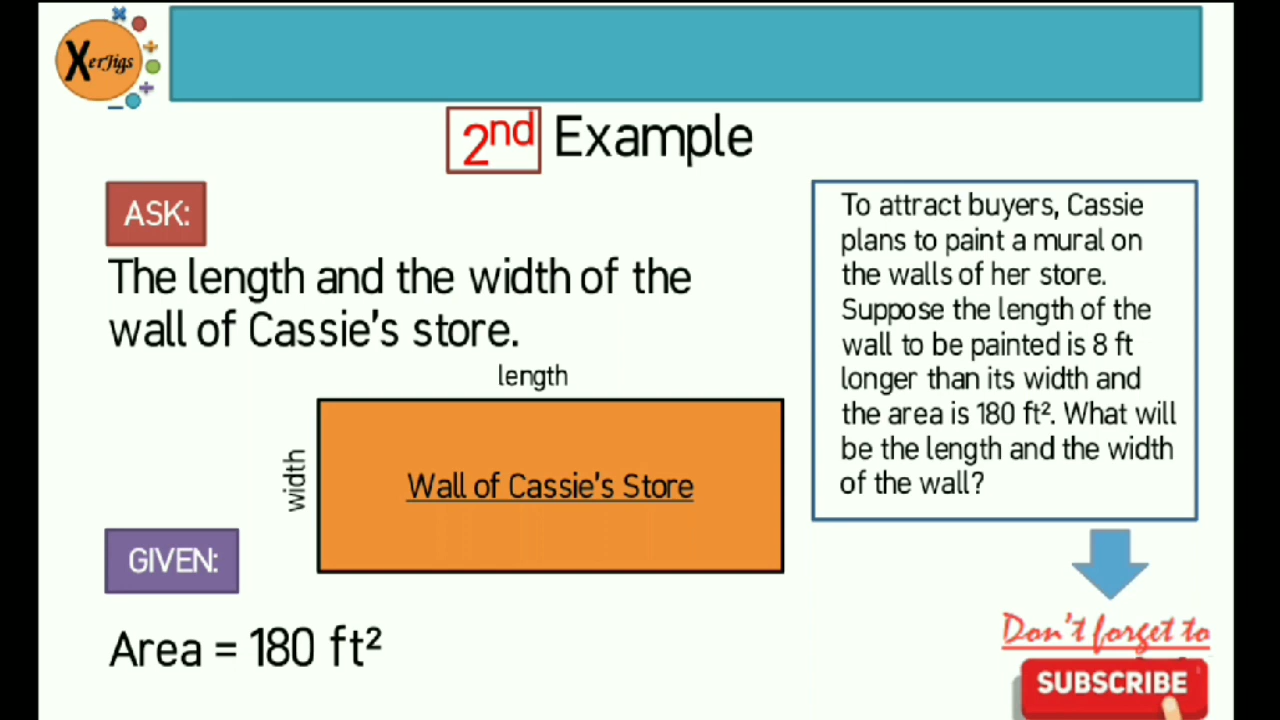 XerJigs
2nd Example
ASK:
The length and the width of the
wall of Cassie's store.
length
width
Wall of Cassie's Store
GIVEN:
Area = 180 ft²
To attract buyers, Cassie
plans to paint a mural on
the walls of her store.
Suppose the length of the
wall to be painted is 8 ft
longer than its width and
the area is 180 ft². What will
be the length and the width
of the wall?
Don't forget to
SUBSCRIBE